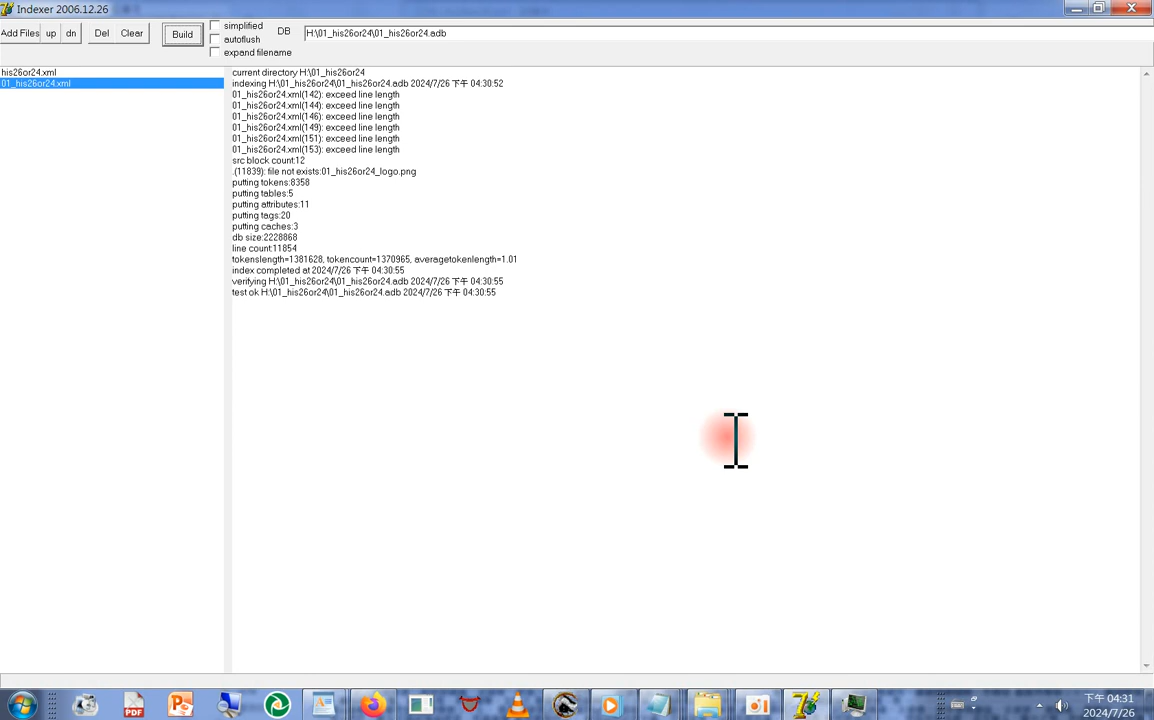 Indexer 2006.12.26
Add Files up dn Del Clear Build
simplified
autoflush
expand filename
DB H:\01_his26or24\01_his26or24.adb
his26or24.xml
01_his26or24.xml
current directory H:\01_his26or24
indexing H:\01_his26or24\01_his26or24.adb 2024/7/26 下午 04:30:52
01_his26or24.xml(142): exceed line length
01_his26or24.xml(144): exceed line length
01_his26or24.xml(146): exceed line length
01_his26or24.xml(149): exceed line length
01_his26or24.xml(151): exceed line length
01_his26or24.xml(153): exceed line length
src block count:12
.(11839): file not exists:01_his26or24_logo.png
putting tokens:8358
putting tables:5
putting attributes:11
putting tags:20
putting caches:3
db size:2228868
line count:11854
tokenslength=1381628, tokencount=1370965, averagetokenlength=1.01
index completed at 2024/7/26 下午 04:30:55
verifying H:\01_his26or24\01_his26or24.adb 2024/7/26 下午 04:30:55
test ok H:\01_his26or24\01_his26or24.adb 2024/7/26 下午 04:30:55
PDF
下午 04:31
2024/7/26